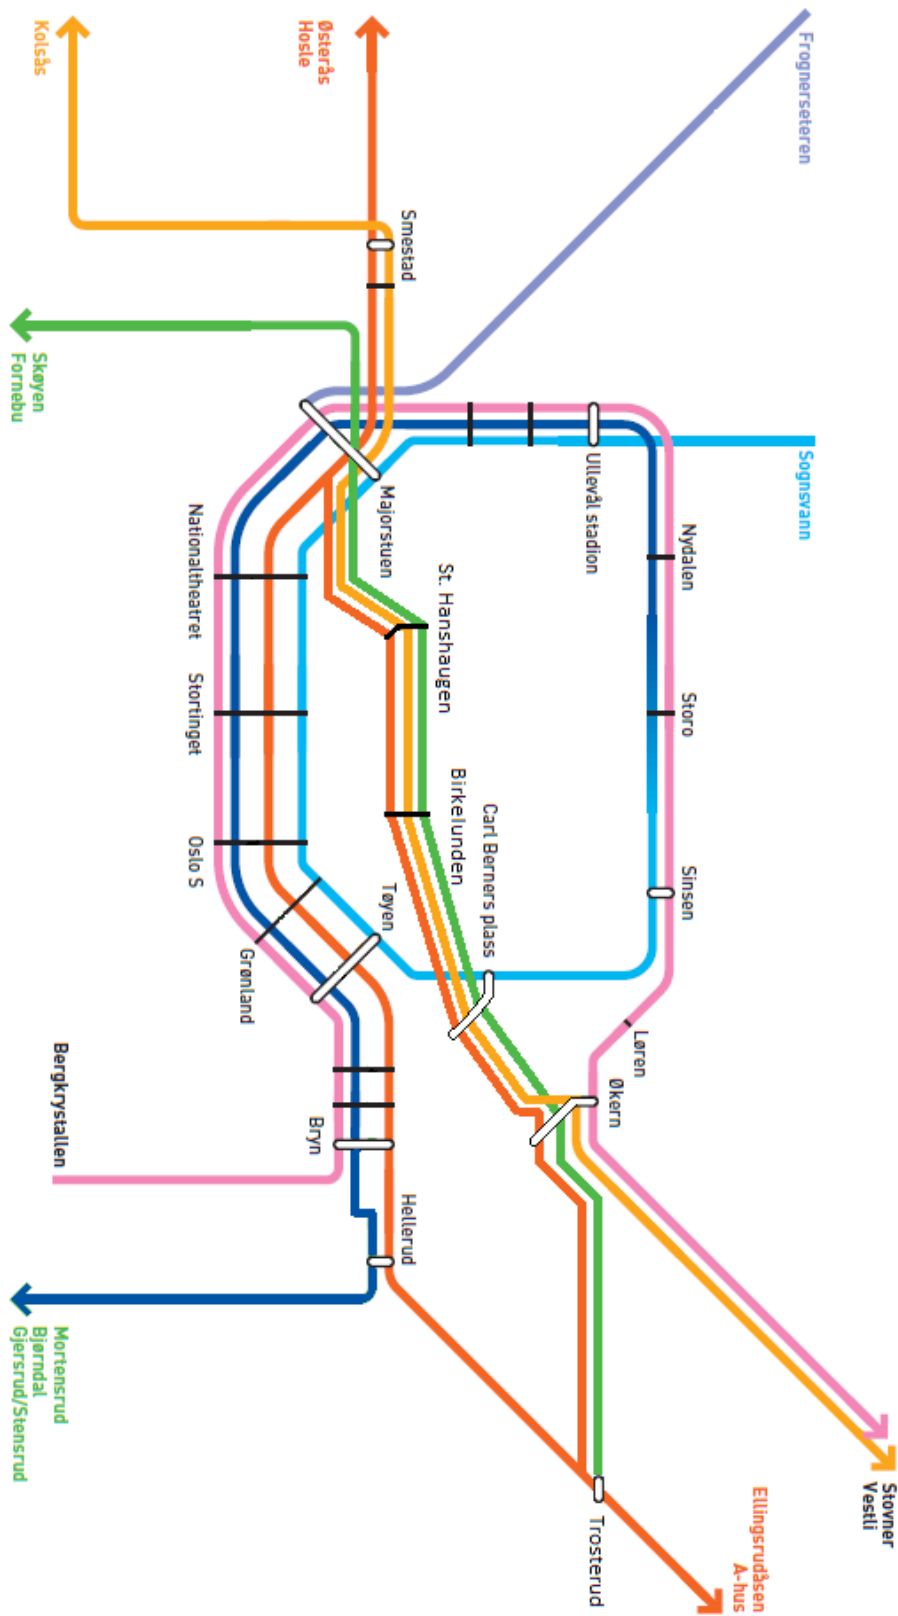 Frognerseteren
Østerås
Hosle
Kolsås
Smestad
Skøyen
Fornebu
Sognsvann
Ullevål stadion
Majorstuen
Nydalen
Nationaltheatret
St. Hanshaugen
Storo
Stortinget
Birkelunden
Carl Berners plass
Sinsen
Oslo S
Tøyen
Grønland
Løren
Økern
Bergkrystallen
Bryn
Hellerud
Mortensrud
Bjørndal
Gjersrud/Stensrud
Stovner
Vestli
Ellingsrudåsen
A-hus
Trosterud